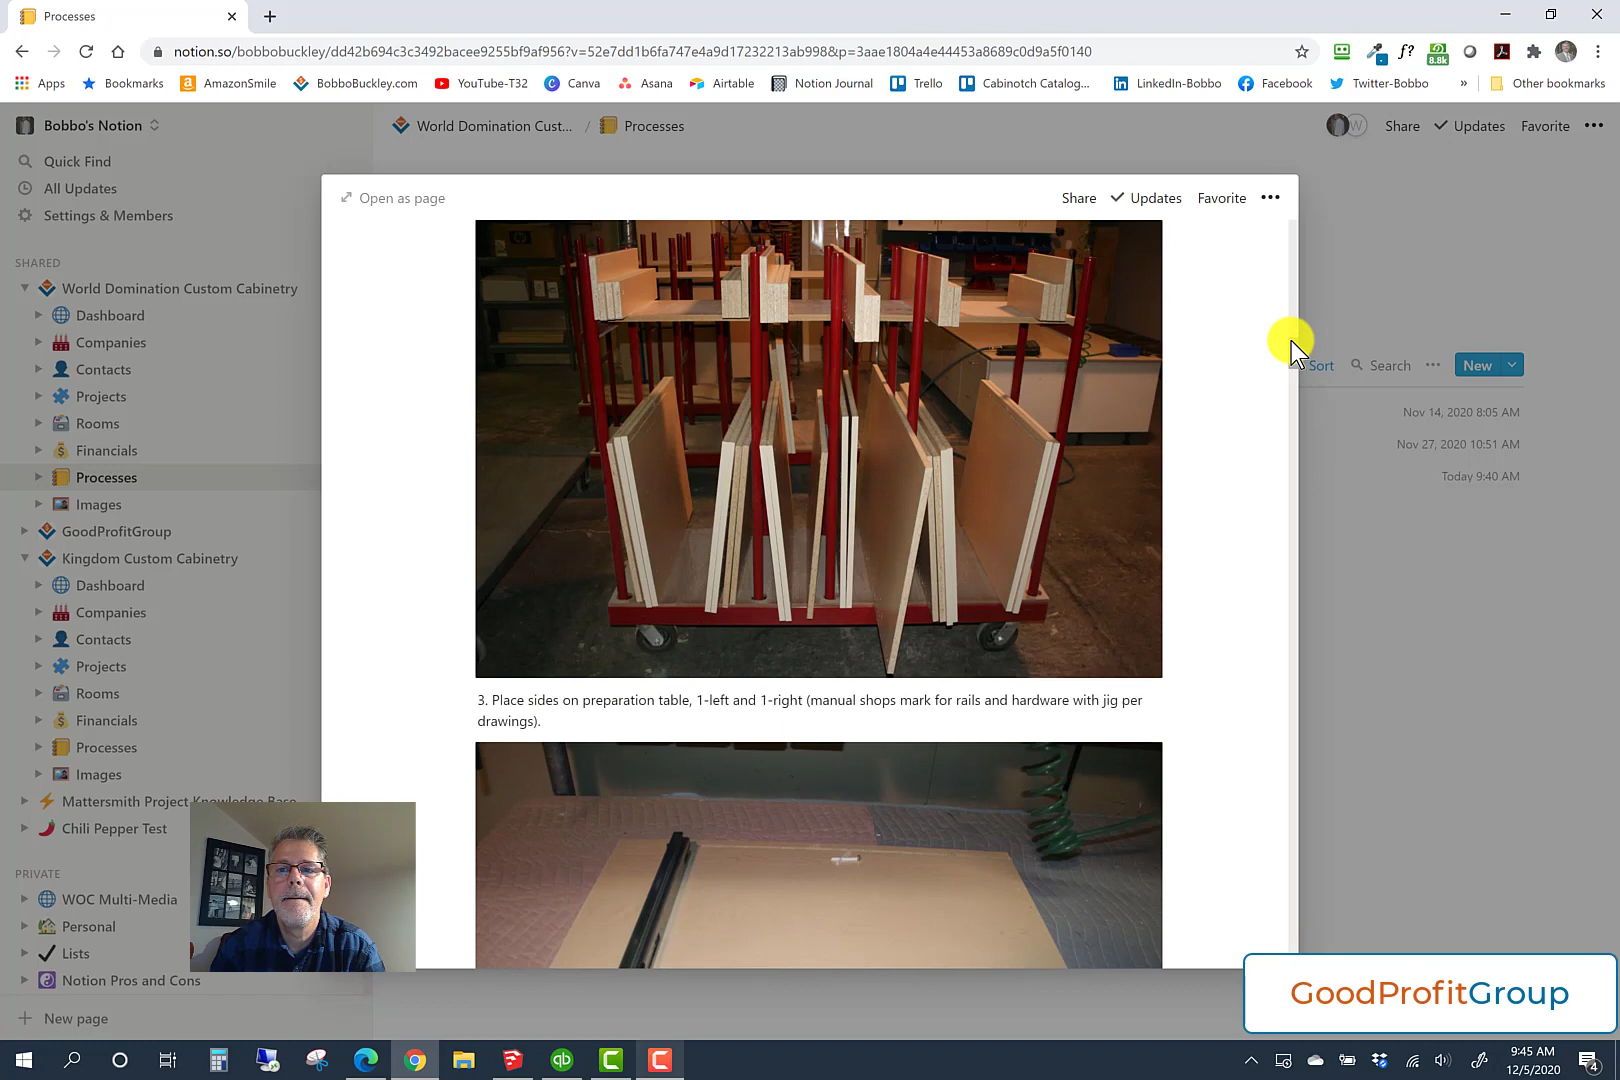 Processes
notion.so/bobbobuckley/dd42b694c3c3492bacee9255bf9af956?v=52e7dd1b6fa747e4a9d17232213ab998&p=3aae1804a4e44453a8689c0d9a5f0140
f?
8.8k
Apps Bookmarks AmazonSmile BobboBuckley.com YouTube-T32 Canva Asana Airtable Notion Journal Trello Cabinotch Catalog... LinkedIn-Bobbo Facebook Twitter-Bobbo » Other bookmarks
Bobbo's Notion
World Domination Cust... / Processes
W Share Updates Favorite •••
Quick Find
All Updates
Settings & Members
Open as page
Share Updates Favorite •••
SHARED
World Domination Custom Cabinetry
Dashboard
Companies
Contacts
Projects
Rooms
Financials
Processes
Images
GoodProfitGroup
Kingdom Custom Cabinetry
Dashboard
Companies
Contacts
Projects
Rooms
Financials
Processes
Images
Mattersmith Project Knowledge Base
Chili Pepper Test
PRIVATE
WOC Multi-Media
Personal
Lists
Notion Pros and Cons
New page
Sort Search ••• New
Nov 14, 2020 8:05 AM
Nov 27, 2020 10:51 AM
Today 9:40 AM
3. Place sides on preparation table, 1-left and 1-right (manual shops mark for rails and hardware with jig per
drawings).
GoodProfitGroup
qb
9:45 AM
12/5/2020
4